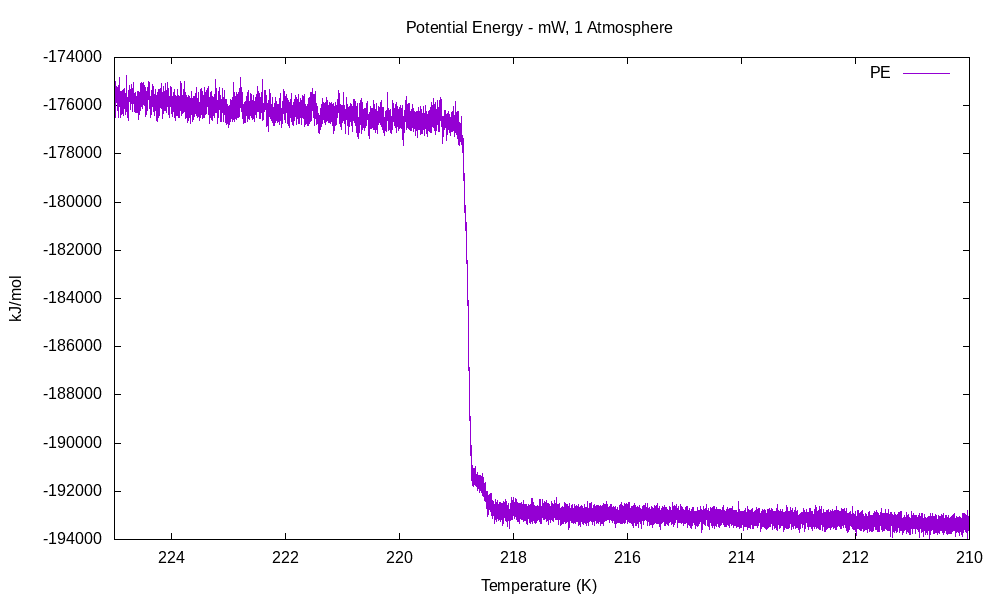 Potential Energy - mW, 1 Atmosphere
-174000
PE
-176000
-178000
-180000
-182000
-184000
kJ/mol
-186000
-188000
-190000
-192000
-194000
224 222 220 218 216 214 212 210
Temperature (K)